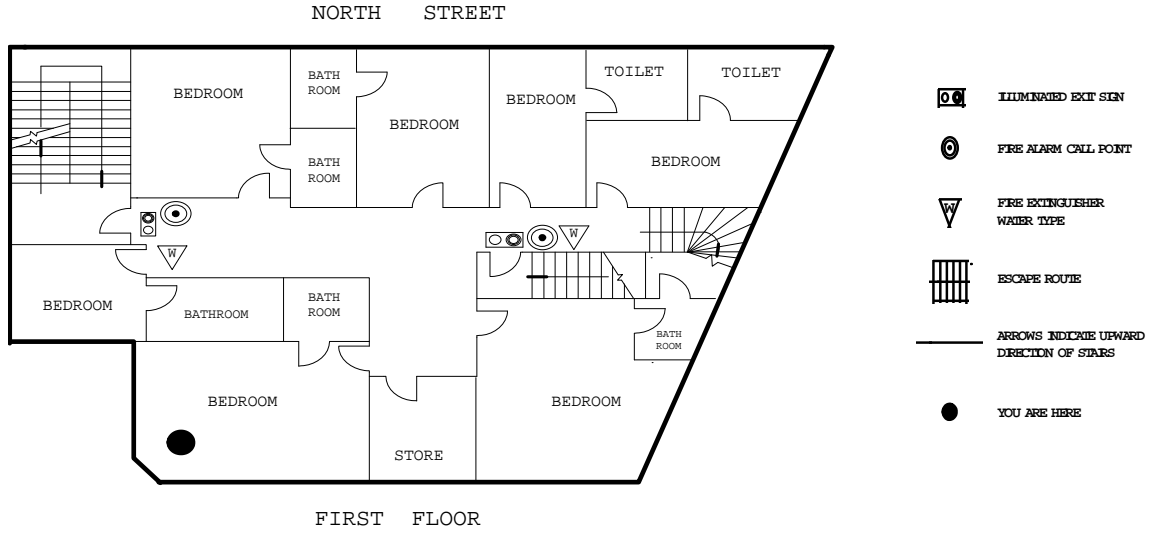 NORTH STREET
BEDROOM
BATH
ROOM
BEDROOM
BEDROOM
TOILET
TOILET
BATH
ROOM
BEDROOM
W
W
BEDROOM
BATHROOM
BATH
ROOM
BATH
ROOM
BEDROOM
BEDROOM
STORE
FIRST FLOOR
ILLUMINATED EXIT SIGN
FIRE ALARM CALL POINT
W
FIRE EXTINGUISHER
WATER TYPE
ESCAPE ROUTE
ARROWS INDICATE UPWARD
DIRECTION OF STAIRS
YOU ARE HERE